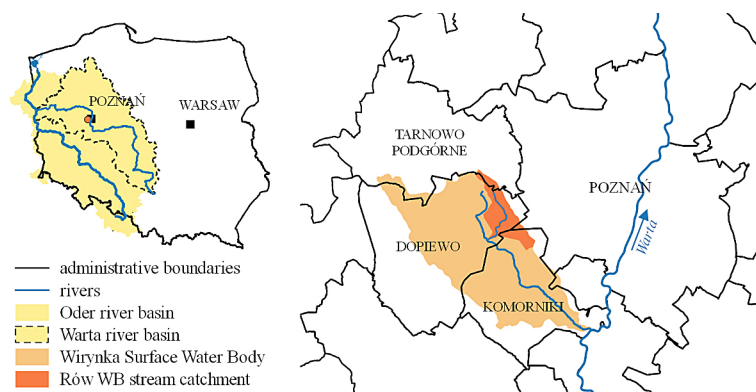 POZNAŃ
WARSAW
administrative boundaries
rivers
Oder river basin
Warta river basin
Wirynka Surface Water Body
Rów WB stream catchment
TARNOWO
PODGÓRNE
POZNAŃ
Warta
DOPIEWO
KOMORNIKI